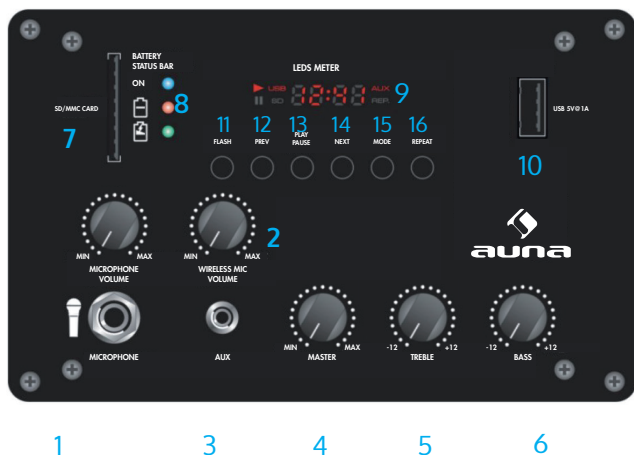 BATTERY
STATUS BAR
ON
8
SD/MMC CARD
7
LEDS METER
USB 12:41 AUX
SD REP.
9
11 12 13 14 15 16
FLASH PREV PLAY PAUSE NEXT MODE REPEAT
USB 5V@1A
10
auna
2
MIN MAX
MICROPHONE
VOLUME
MIN MAX
WIRELESS MIC
VOLUME
MICROPHONE
AUX
MIN MAX
MASTER
-12 +12
TREBLE
-12 +12
BASS
1 3 4 5 6